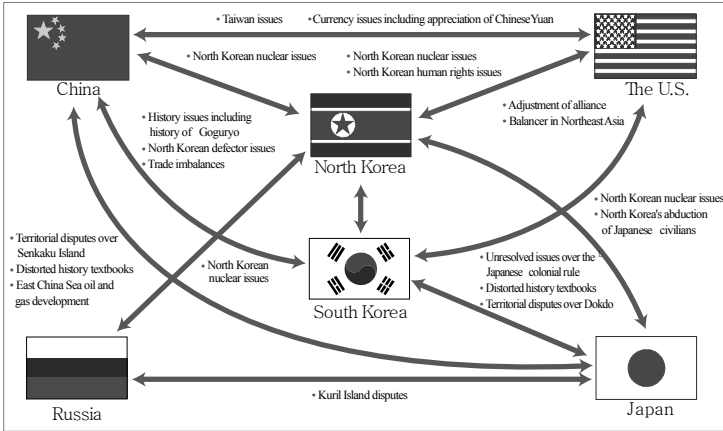 • Taiwan issues • Currency issues including appreciation of Chinese Yuan
China
The U.S.
• North Korean nuclear issues
• North Korean nuclear issues
• North Korean human rights issues
• History issues including
history of Goguryo
• North Korean defector issues
• Trade imbalances
North Korea
• Adjustment of alliance
• Balancer in Northeast Asia
• North Korean nuclear issues
• North Korea's abduction
of Japanese civilians
• Territorial disputes over
Senkaku Island
• Distorted history textbooks
• East China Sea oil and
gas development
• North Korean
nuclear issues
South Korea
• Unresolved issues over the
Japanese colonial rule
• Distorted history textbooks
• Territorial disputes over Dokdo
Russia
• Kuril Island disputes
Japan